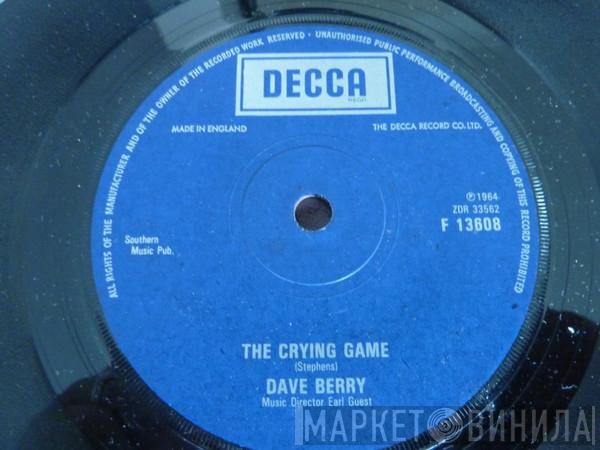 ALL RIGHTS OF THE MANUFACTURER AND OF THE OWNER OF THE RECORDED WORK RESERVED • UNAUTHORISED PUBLIC PERFORMANCE BROADCASTING AND COPYING OF THIS RECORD PROHIBITED
DECCA
REGD
MADE IN ENGLAND
THE DECCA RECORD CO. LTD.
℗ 1964
ZDR 33562
F 13608
Southern
Music Pub.
THE CRYING GAME
(Stephens)
DAVE BERRY
Music Director Earl Guest
МАРКЕТ ВИНИЛА